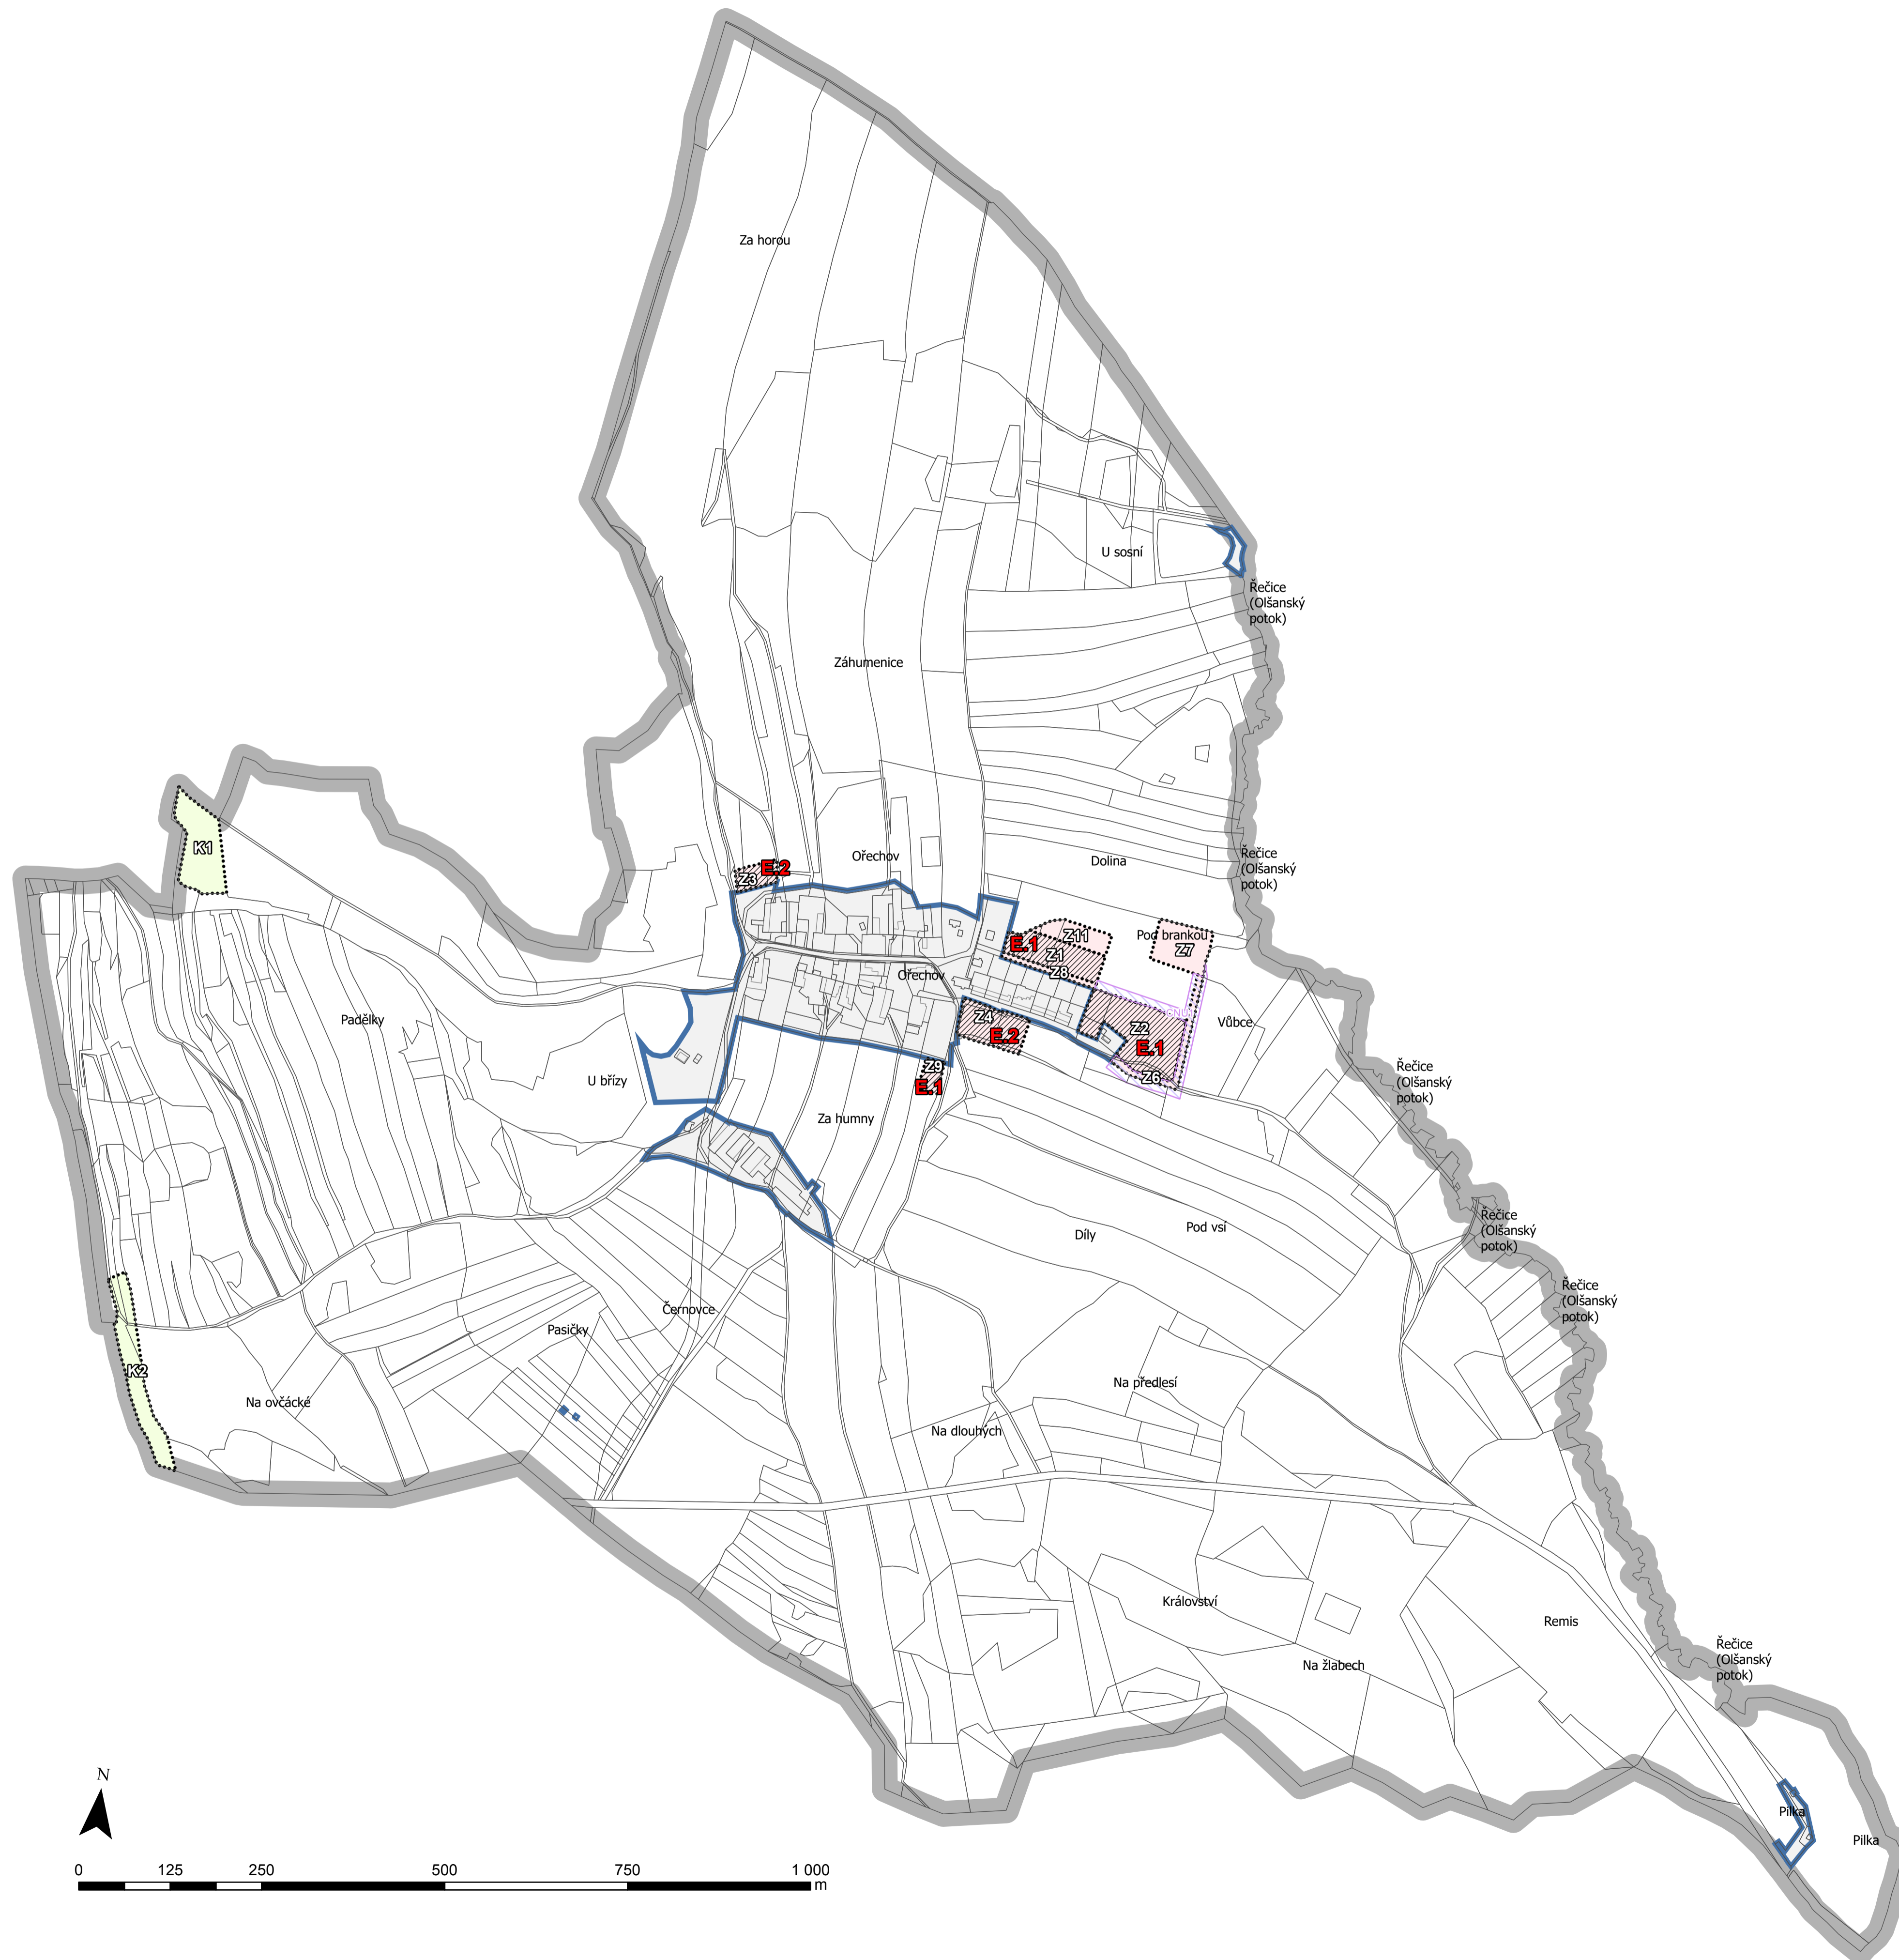 Za horou
U sosní
Řečice
(Olšanský
potok)
Záhumenice
K1
Ořechov
Dolina
Řečice
(Olšanský
potok)
E.2
Z3
Z11
Pod brankou
Z7
E.1
Z1
Z8
Ořechov
Padělky
Z4
E.2
Z2
E.1
Vůbce
Z9
E.1
Z6
Řečice
(Olšanský
potok)
U břízy
Za humny
Řečice
(Olšanský
potok)
Díly
Pod vsí
Řečice
(Olšanský
potok)
Černovce
Pasičky
K2
Na ovčácké
Na předlesí
Na dlouhých
Království
Remis
Na žlabech
Řečice
(Olšanský
potok)
N
Pilka
Pilka
0 125 250 500 750 1 000
m